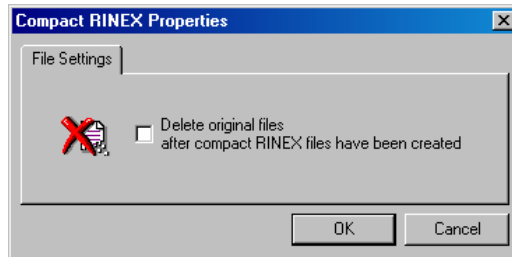 Compact RINEX Properties
File Settings
Delete original files
after compact RINEX files have been created
OK
Cancel